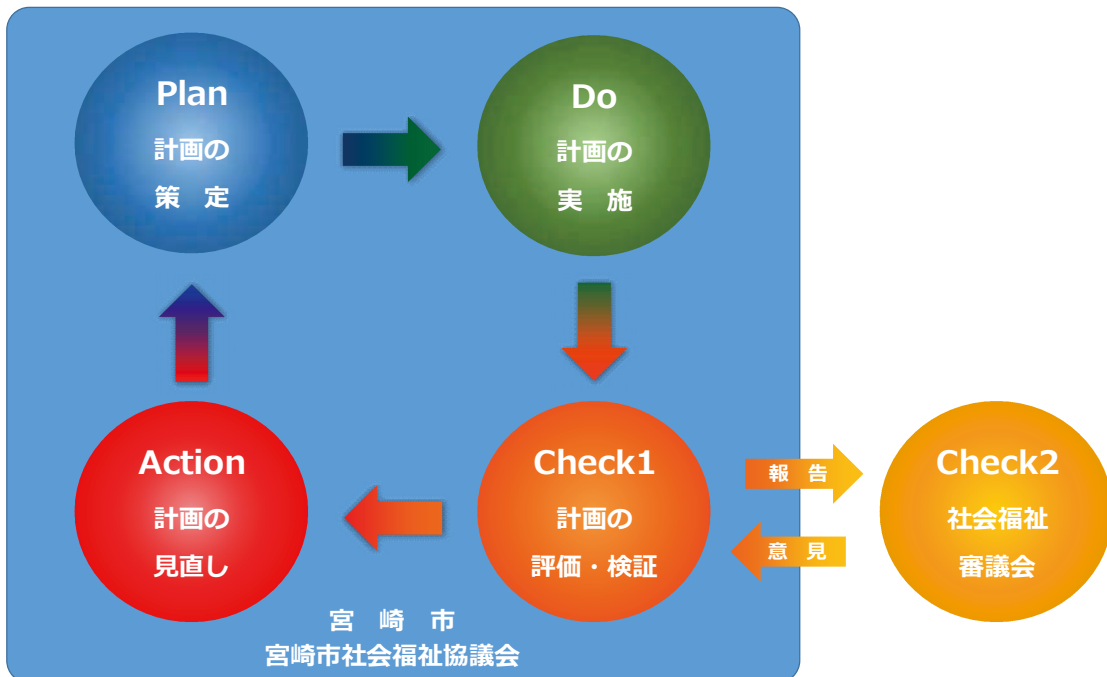 Plan
計画の
策　定
Do
計画の
実　施
Action
計画の
見直し
Check1
計画の
評価・検証
報　告
意　見
Check2
社会福祉
審議会
宮　崎　市
宮崎市社会福祉協議会